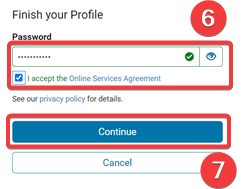 Finish your Profile
6
Password
•••••••••••
I accept the Online Services Agreement
See our privacy policy for details.
Continue
Cancel
7